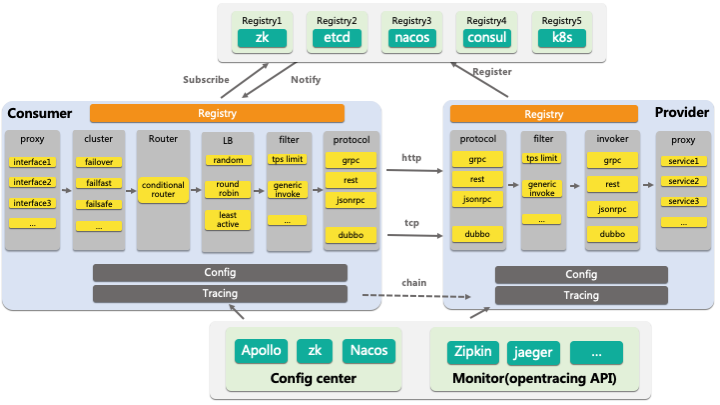 Registry1 Registry2 Registry3 Registry4 Registry5
zk etcd nacos consul k8s
Subscribe Notify Register
Consumer
Registry
proxy
interface1
interface2
interface3
...
cluster
failover
failfast
failsafe
...
Router
conditional
router
LB
random
round
robin
least
active
filter
tps limit
generic
invoke
...
protocol
grpc
rest
jsonrpc
dubbo
Config
Tracing
http
tcp
chain
Provider
Registry
protocol
grpc
rest
jsonrpc
dubbo
filter
tps limit
generic
invoke
...
invoker
grpc
rest
jsonrpc
dubbo
proxy
service1
service2
service3
...
Config
Tracing
Apollo zk Nacos
Config center
Zipkin jaeger ...
Monitor(opentracing API)